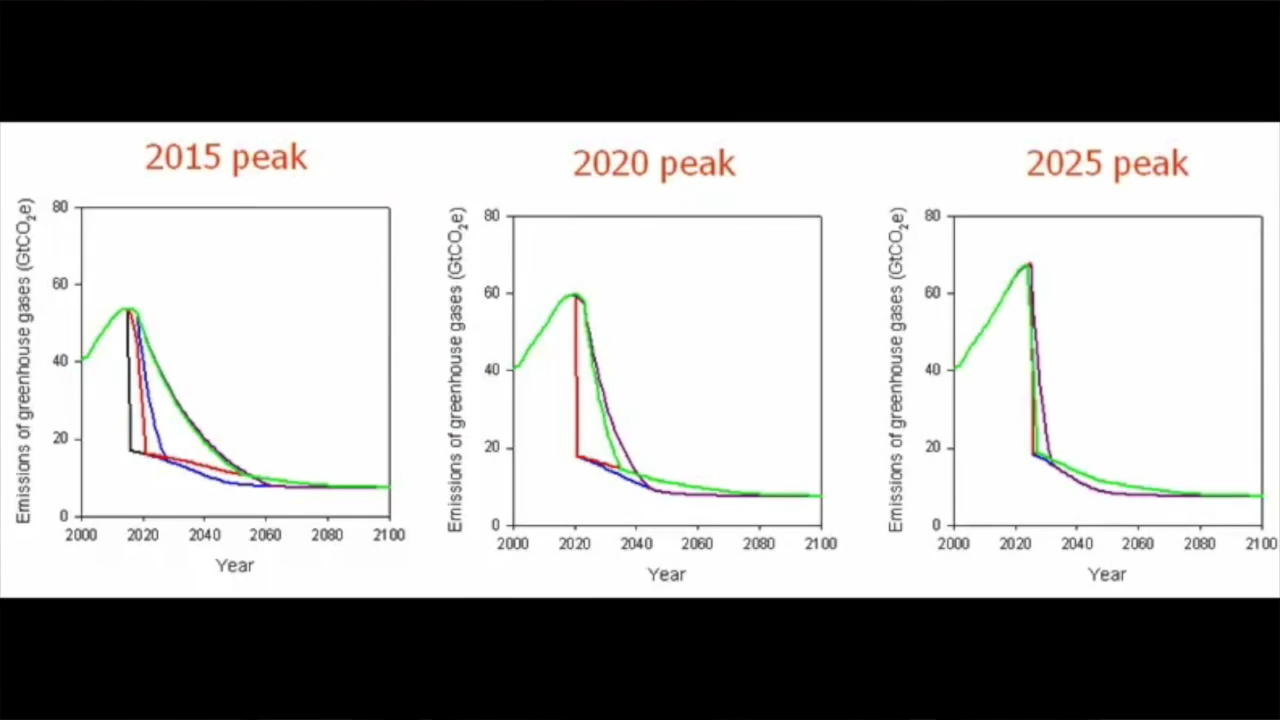 2015 peak
Emissions of greenhouse gases (GtCO₂e)
80
60
40
20
0
2000 2020 2040 2060 2080 2100
Year
2020 peak
Emissions of greenhouse gases (GtCO₂e)
80
60
40
20
0
2000 2020 2040 2060 2080 2100
Year
2025 peak
Emissions of greenhouse gases (GtCO₂e)
80
60
40
20
0
2000 2020 2040 2060 2080 2100
Year